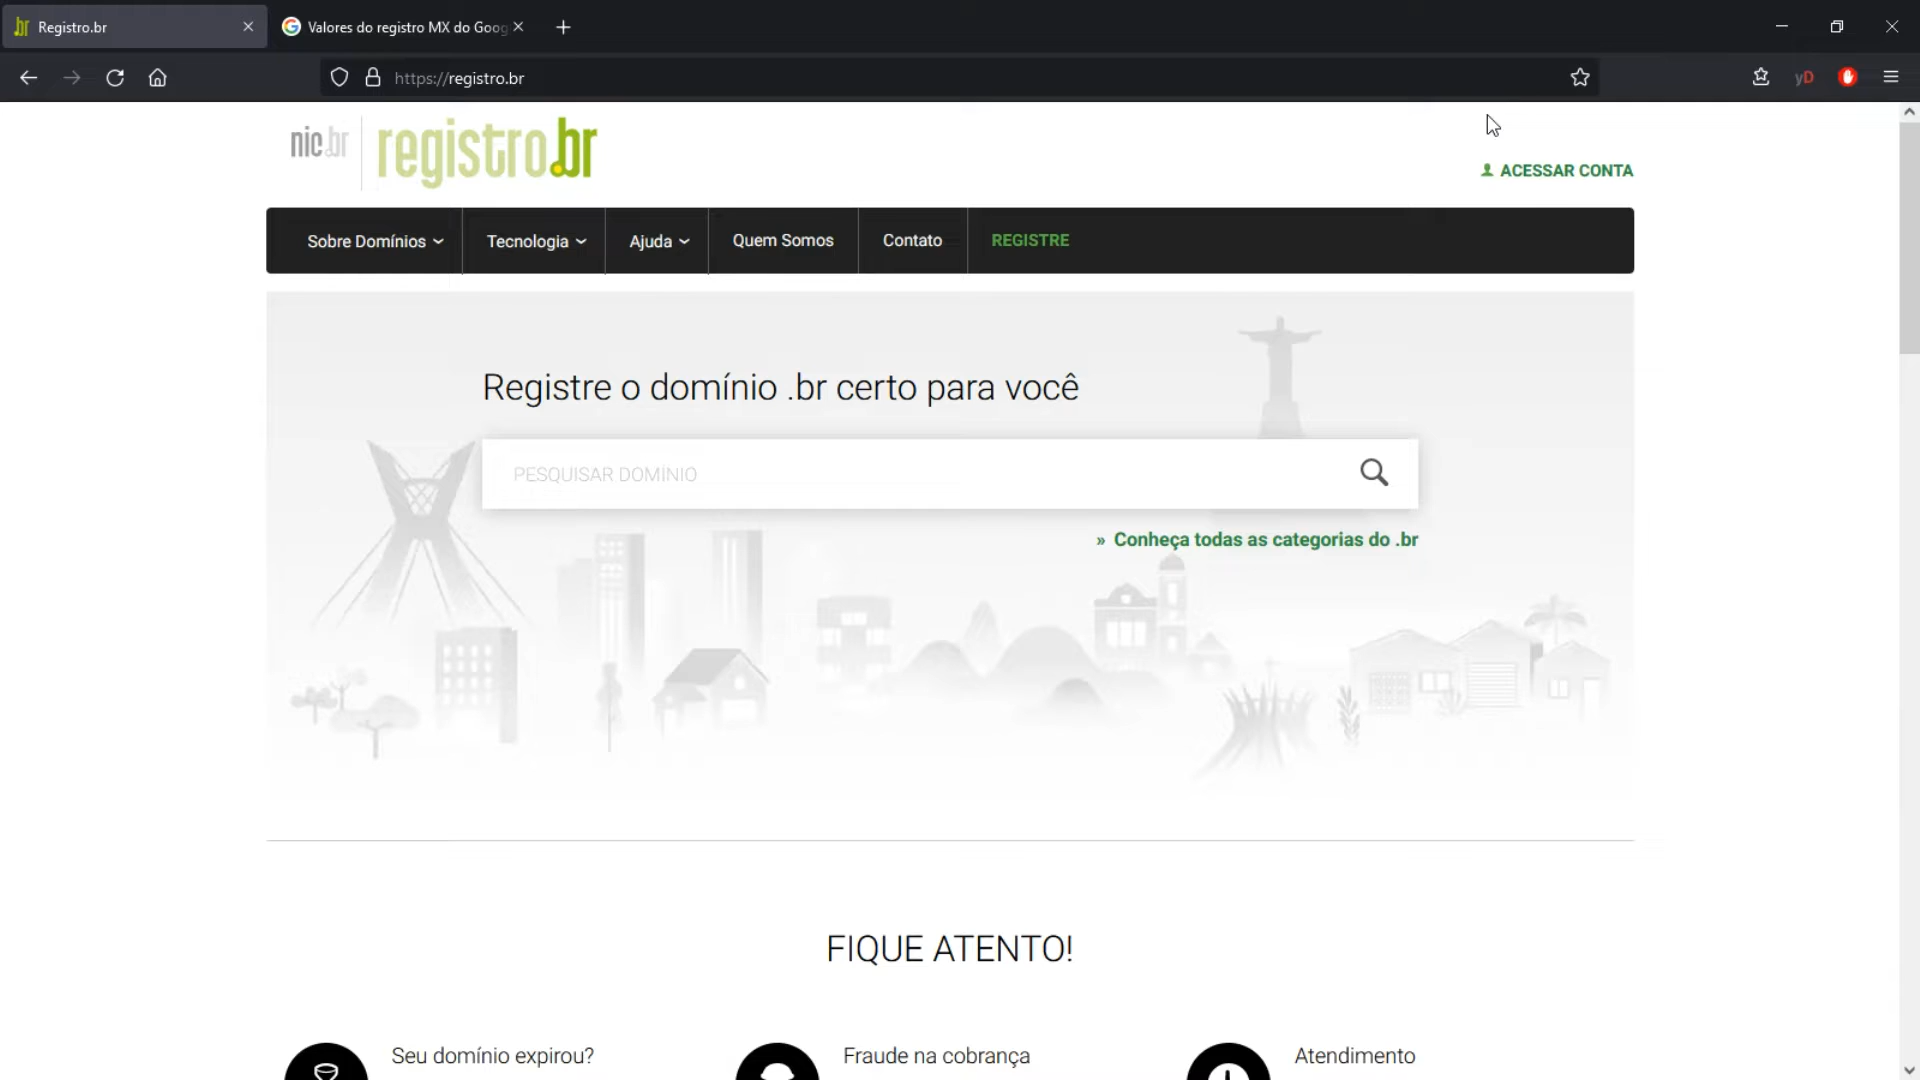 Registro.br
Valores do registro MX do Goog
https://registro.br
nic.br
registro.br
ACESSAR CONTA
Sobre Domínios
Tecnologia
Ajuda
Quem Somos
Contato
REGISTRE
Registre o domínio .br certo para você
PESQUISAR DOMÍNIO
» Conheça todas as categorias do .br
FIQUE ATENTO!
Seu domínio expirou?
Fraude na cobrança
Atendimento
yD